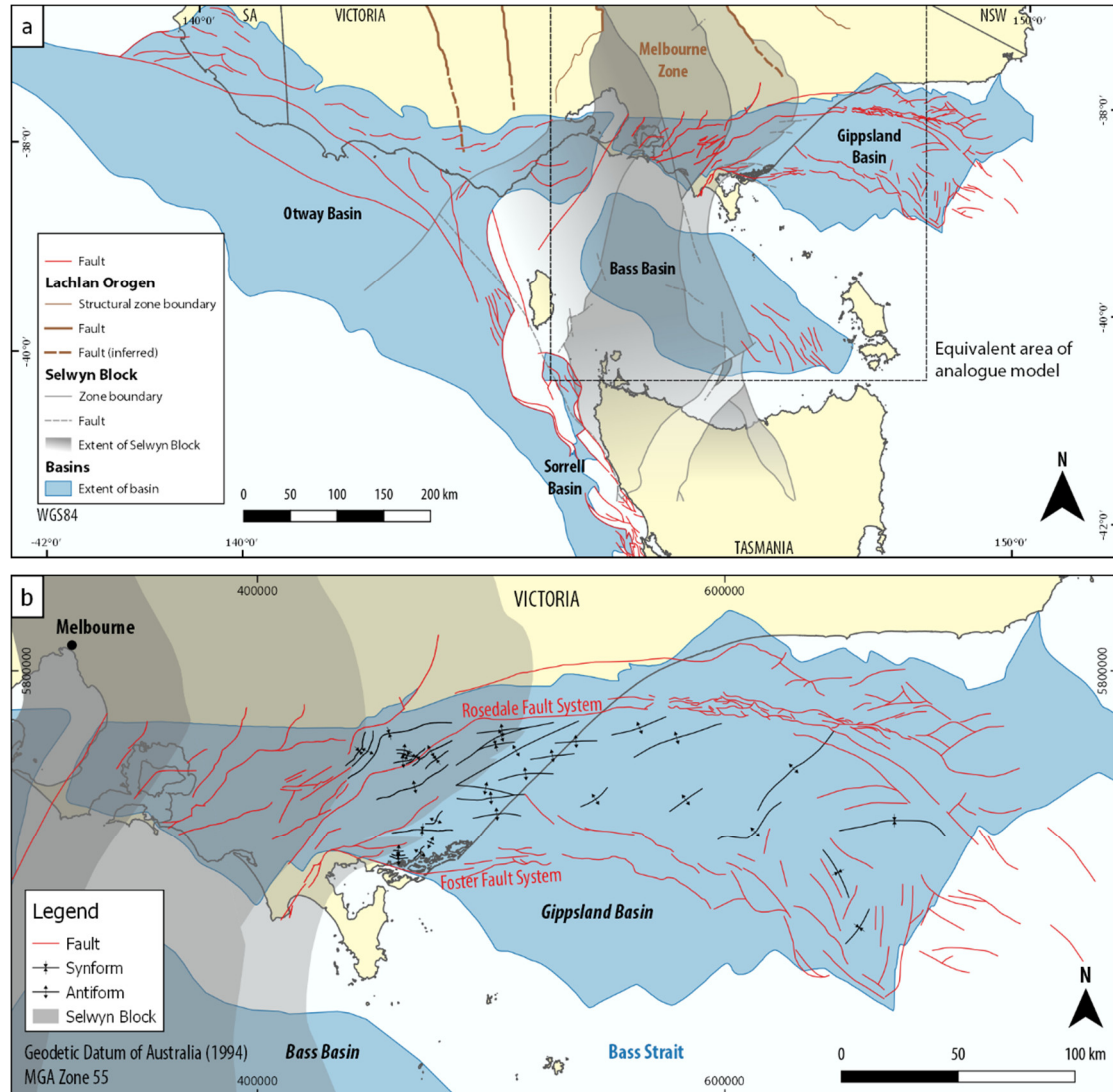 a
SA
VICTORIA
NSW
140°0'
150°0'
Melbourne
Zone
-38°0'
-38°0'
Gippsland
Basin
Otway Basin
Bass Basin
Fault
Lachlan Orogen
Structural zone boundary
Fault
Fault (inferred)
Selwyn Block
Zone boundary
Fault
Extent of Selwyn Block
Basins
Extent of basin
WGS84
-40°0'
-40°0'
Equivalent area of
analogue model
0 50 100 150 200 km
Sorrell
Basin
N
TASMANIA
-42°0'
-42°0'
140°0'
150°0'
b
400000
VICTORIA
600000
Melbourne
5800000
5800000
Rosedale Fault System
Foster Fault System
Gippsland Basin
Legend
Fault
Synform
Antiform
Selwyn Block
Geodetic Datum of Australia (1994)
MGA Zone 55
Bass Basin
Bass Strait
N
0 50 100 km
400000
600000